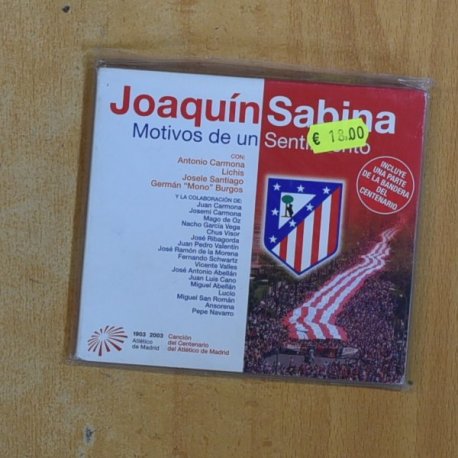 Joaquín Sabina
Motivos de un Sentimiento
€ 18.00
CON:
Antonio Carmona
Lichis
Josele Santiago
Germán "Mono" Burgos
Y LA COLABORACIÓN DE:
Juan Carmona
Josemi Carmona
Mago de Oz
Nacho García Vega
Chus Visor
José Ribagorda
Juan Pedro Valentín
José Ramón de la Morena
Fernando Schwartz
Vicente Valles
José Antonio Abellán
Juan Luis Cano
Miguel Abellán
Lucio
Miguel San Román
Ansorena
Pepe Navarro
INCLUYE
UNA PARTE
DE LA BANDERA
DEL
CENTENARIO
1903 2003
Atlético
de Madrid
Canción
del Centenario
del Atlético de Madrid